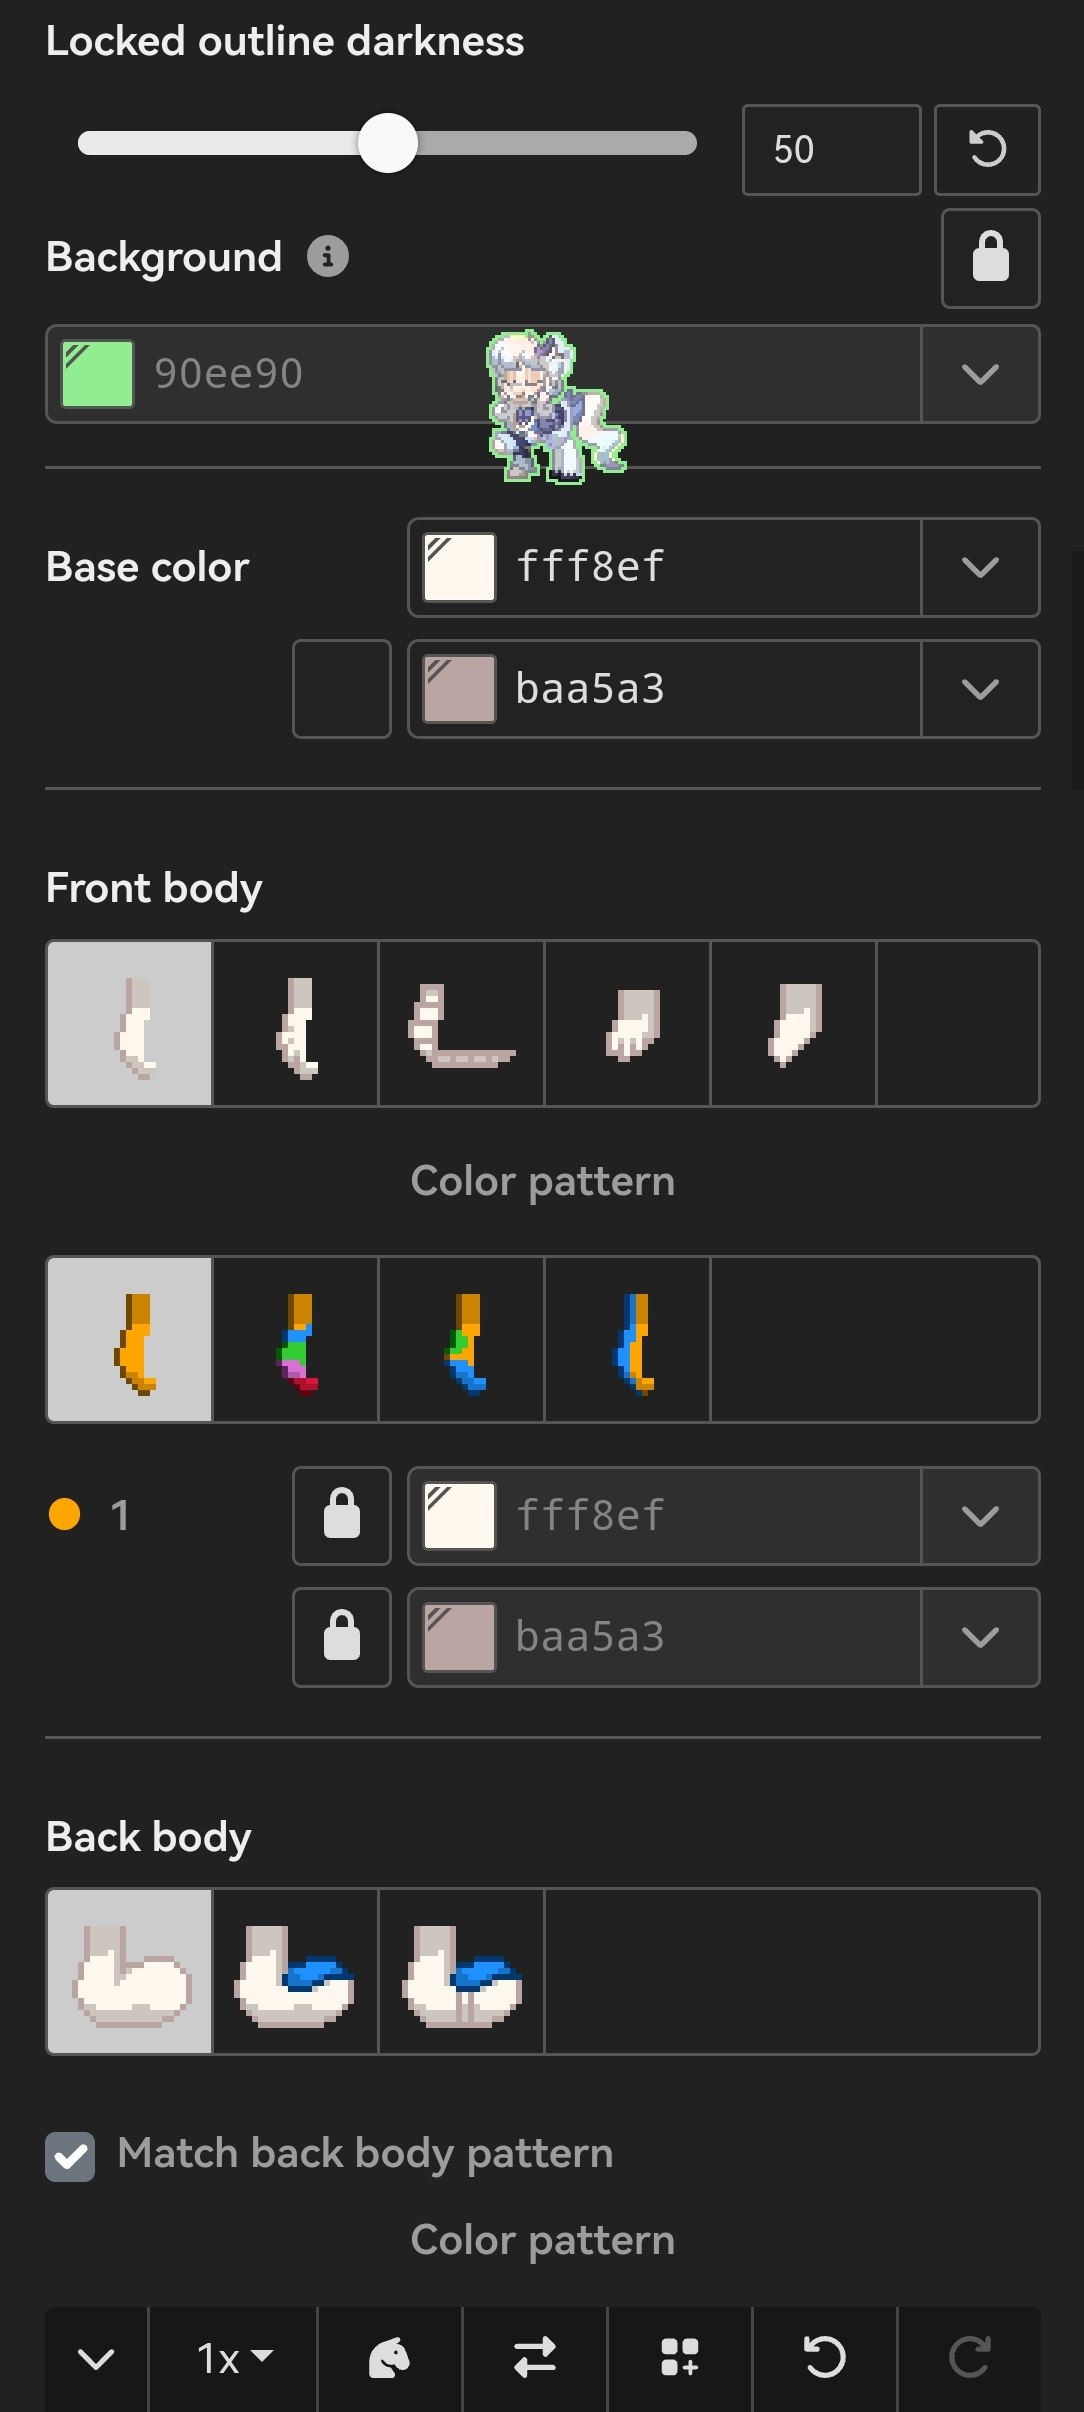 Locked outline darkness
50
Background
90ee90
Base color
fff8ef
baa5a3
Front body
Color pattern
1
fff8ef
baa5a3
Back body
Match back body pattern
Color pattern
1x